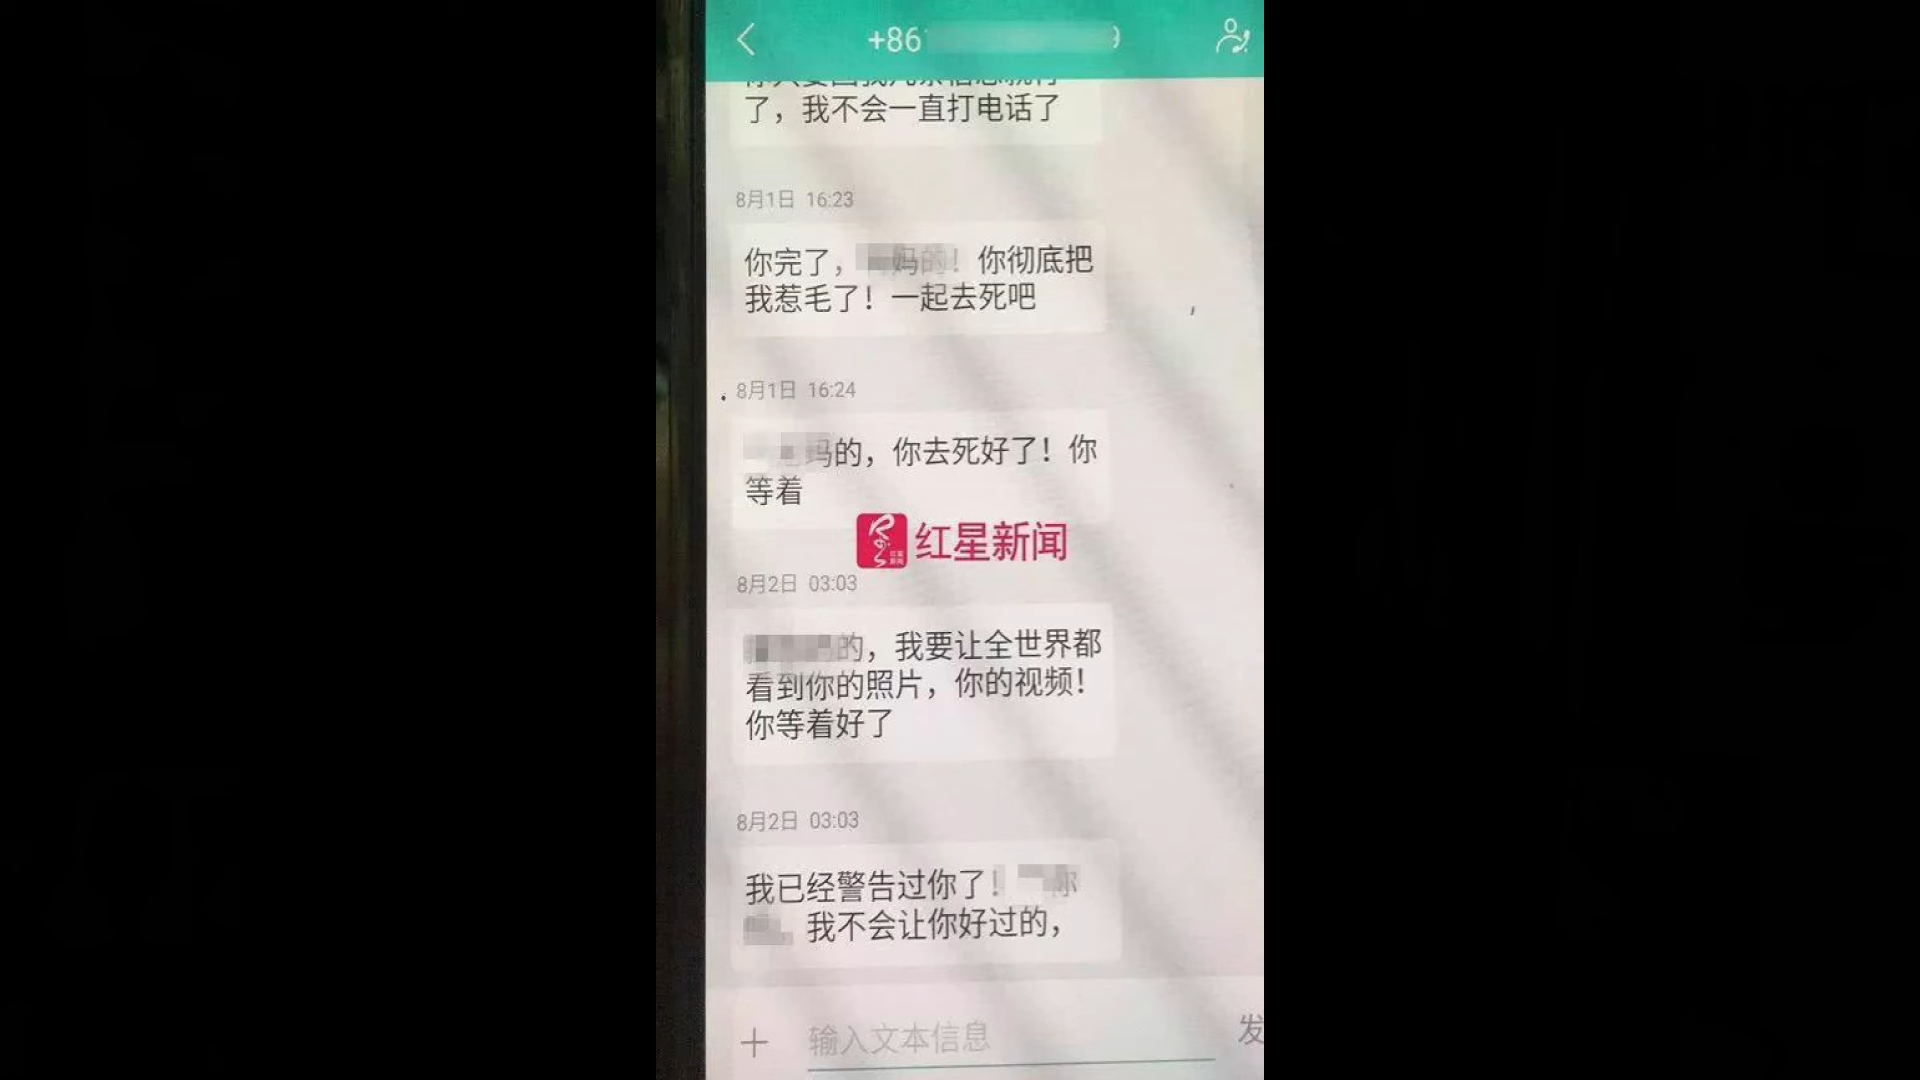 +86
了，我不会一直打电话了
8月1日 16:23
你完了，妈的！你彻底把
我惹毛了！一起去死吧
8月1日 16:24
妈的，你去死好了！你
等着
红星新闻
8月2日 03:03
的，我要让全世界都
看到你的照片，你的视频！
你等着好了
8月2日 03:03
我已经警告过你了！你
我不会让你好过的，
输入文本信息
发